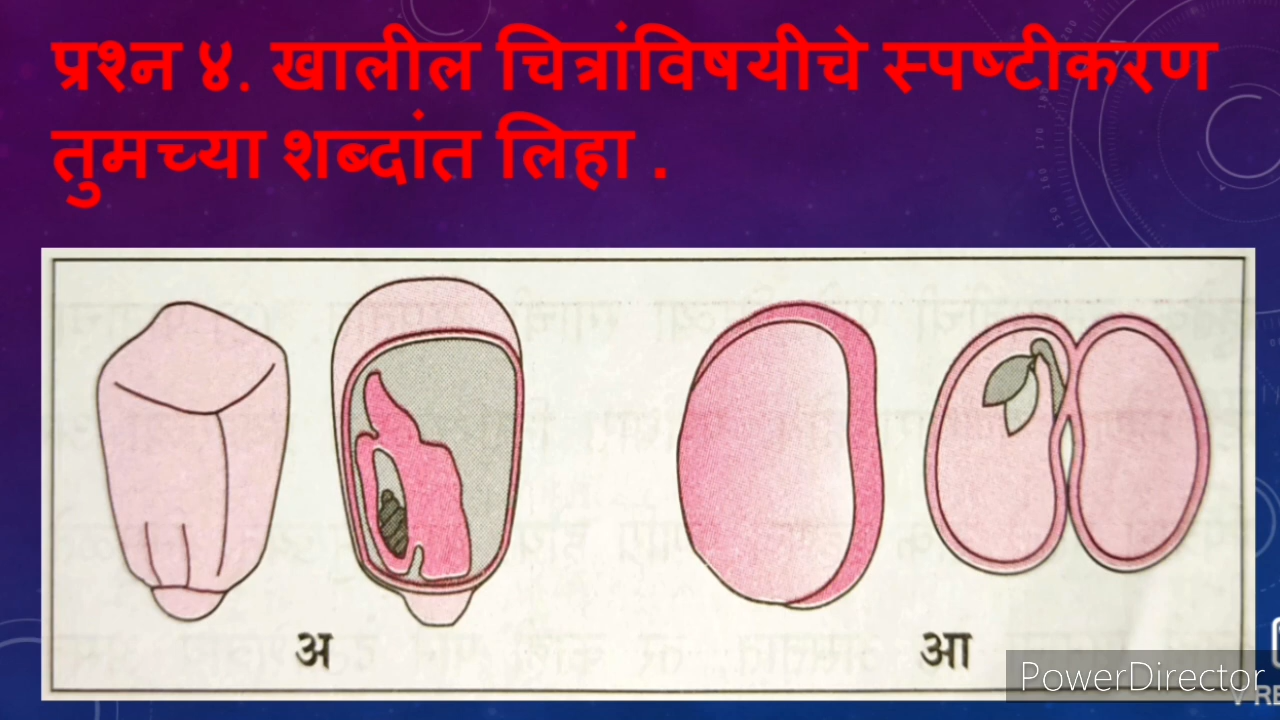 प्रश्न ४. खालील चित्रांविषयीचे स्पष्टीकरण
तुमच्या शब्दांत लिहा .
अ
आ
PowerDirector